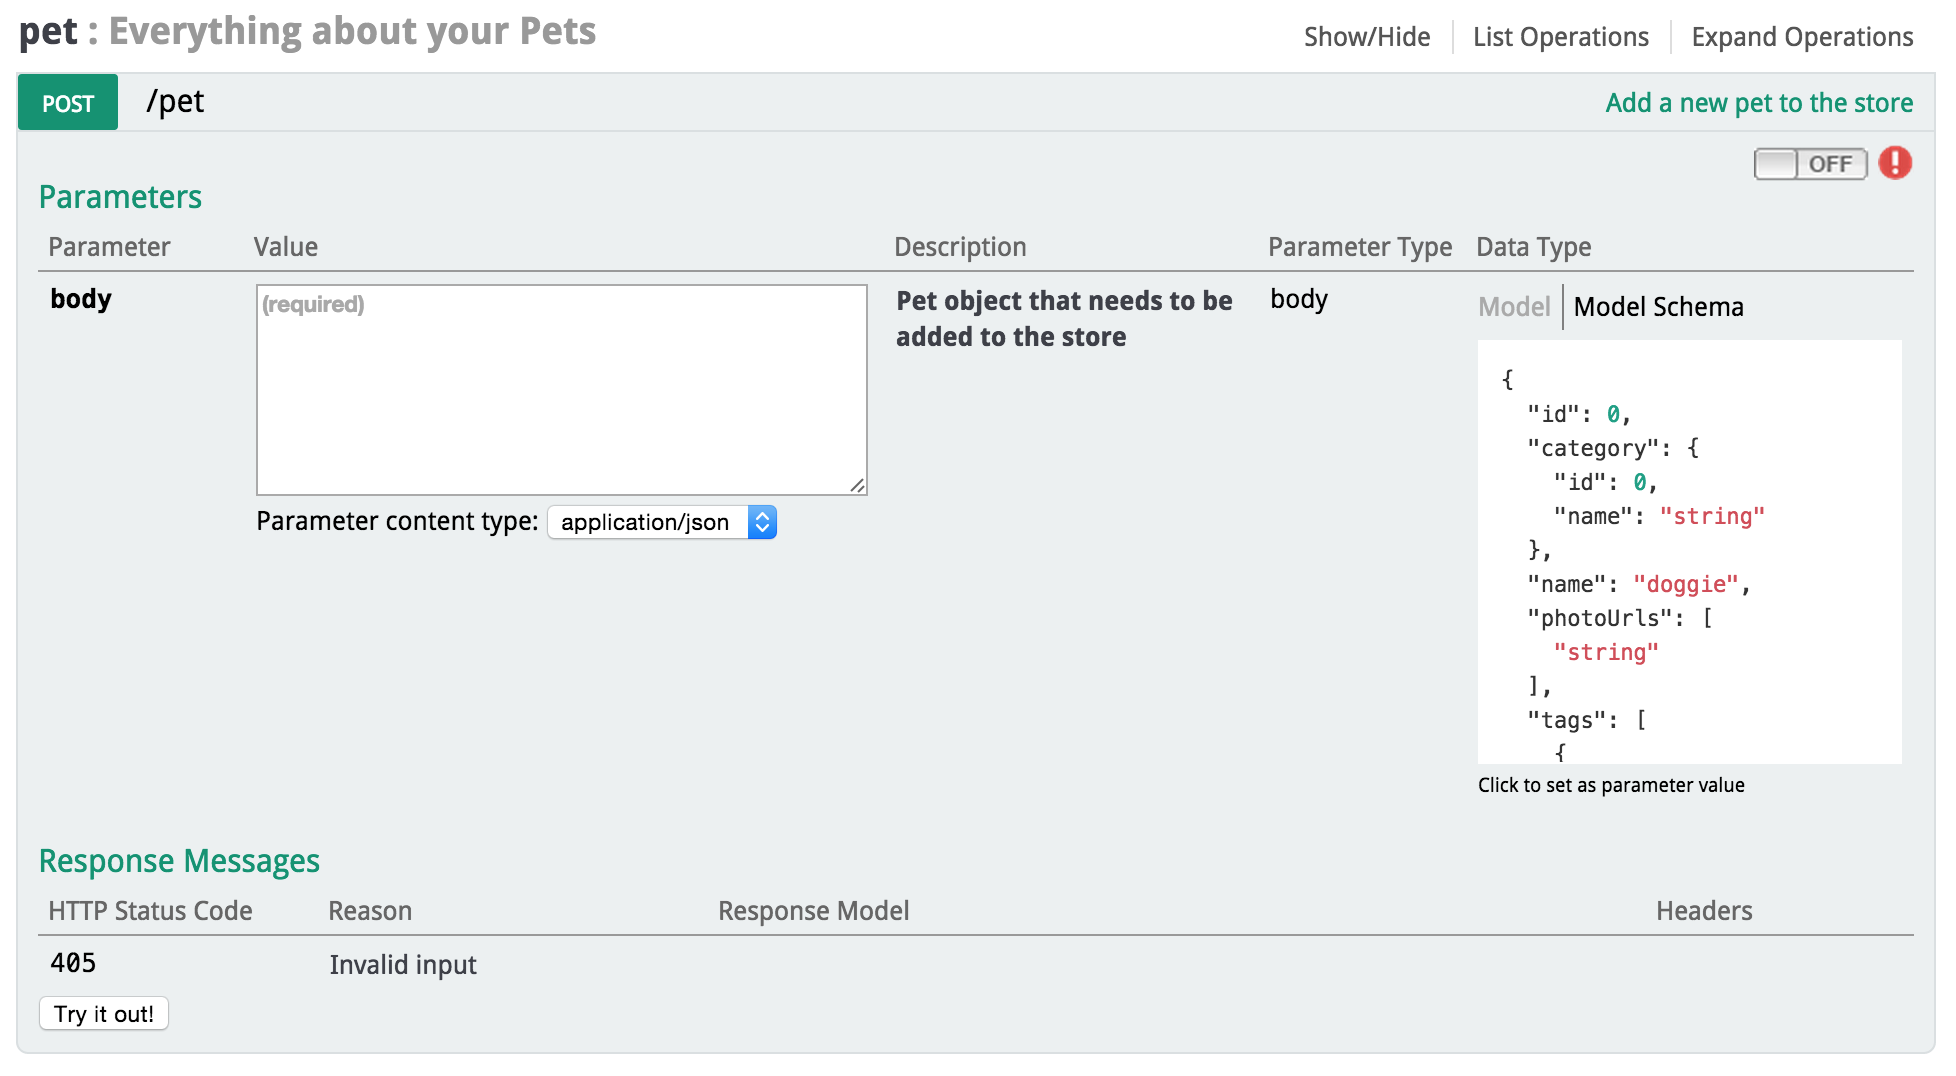 pet : Everything about your Pets
Show/Hide
List Operations
Expand Operations
POST
/pet
Add a new pet to the store
OFF
!
Parameters
Parameter
Value
Description
Parameter Type
Data Type
body
(required)
Pet object that needs to be
added to the store
body
Model
Model Schema
{
"id": 0,
"category": {
"id": 0,
"name": "string"
},
"name": "doggie",
"photoUrls": [
"string"
],
"tags": [
{
Parameter content type:
application/json
Click to set as parameter value
Response Messages
HTTP Status Code
Reason
Response Model
Headers
405
Invalid input
Try it out!